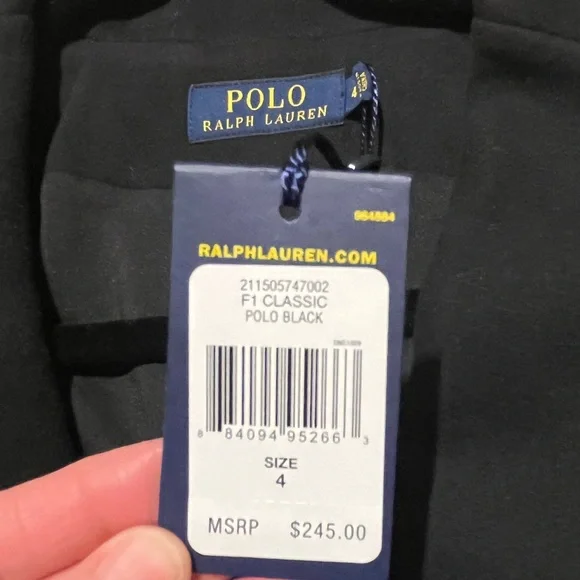 POLO
RALPH LAUREN
4
RALPHLAUREN.COM
211505747002
F1 CLASSIC
POLO BLACK
8 84094 95266 3
SIZE
4
MSRP $245.00